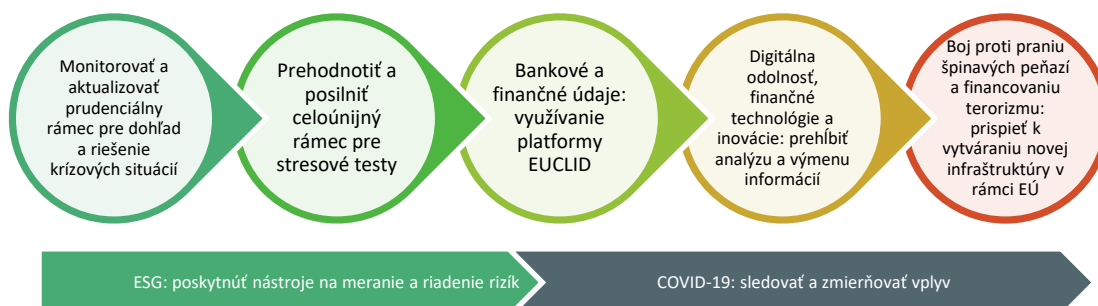 Monitorovať a
aktualizovať
prudenciálny
rámec pre dohľad
a riešenie
krízových situácií
Prehodnotiť a
posilniť
celoúnijný
rámec pre
stresové testy
Bankové a
finančné údaje:
využívanie
platformy
EUCLID
Digitálna
odolnosť,
finančné
technológie a
inovácie: prehĺbiť
analýzu a výmenu
informácií
Boj proti praniu
špinavých peňazí
a financovaniu
terorizmu:
prispieť k
vytváraniu novej
infraštruktúry v
rámci EÚ
ESG: poskytnúť nástroje na meranie a riadenie rizík
COVID-19: sledovať a zmierňovať vplyv